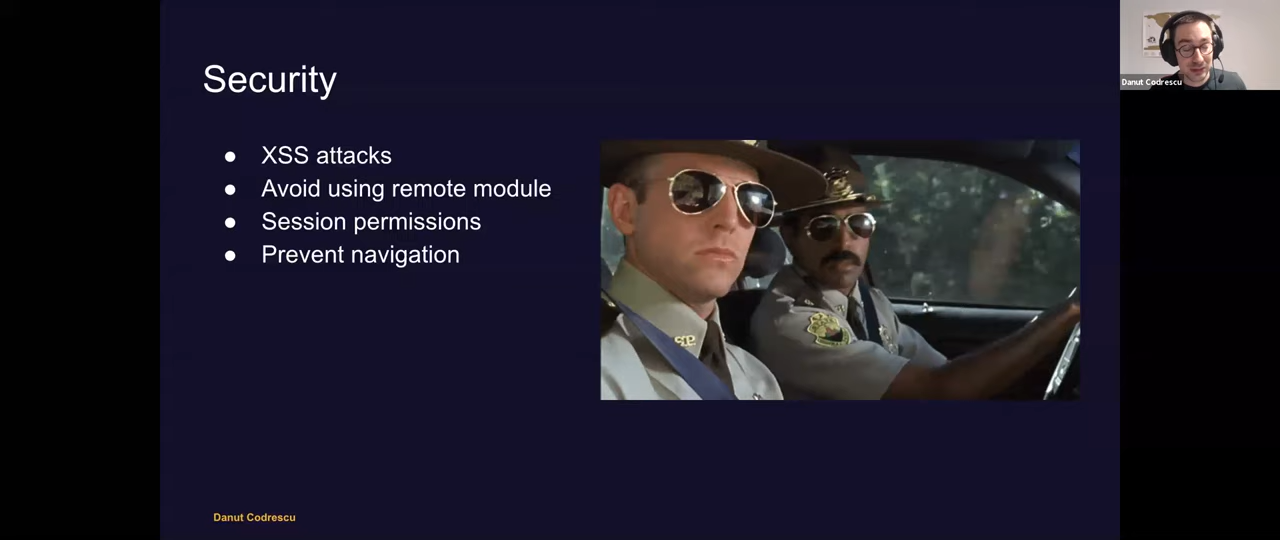 Security
● XSS attacks
● Avoid using remote module
● Session permissions
● Prevent navigation
S.P.
Danut Codrescu
Danut Codrescu